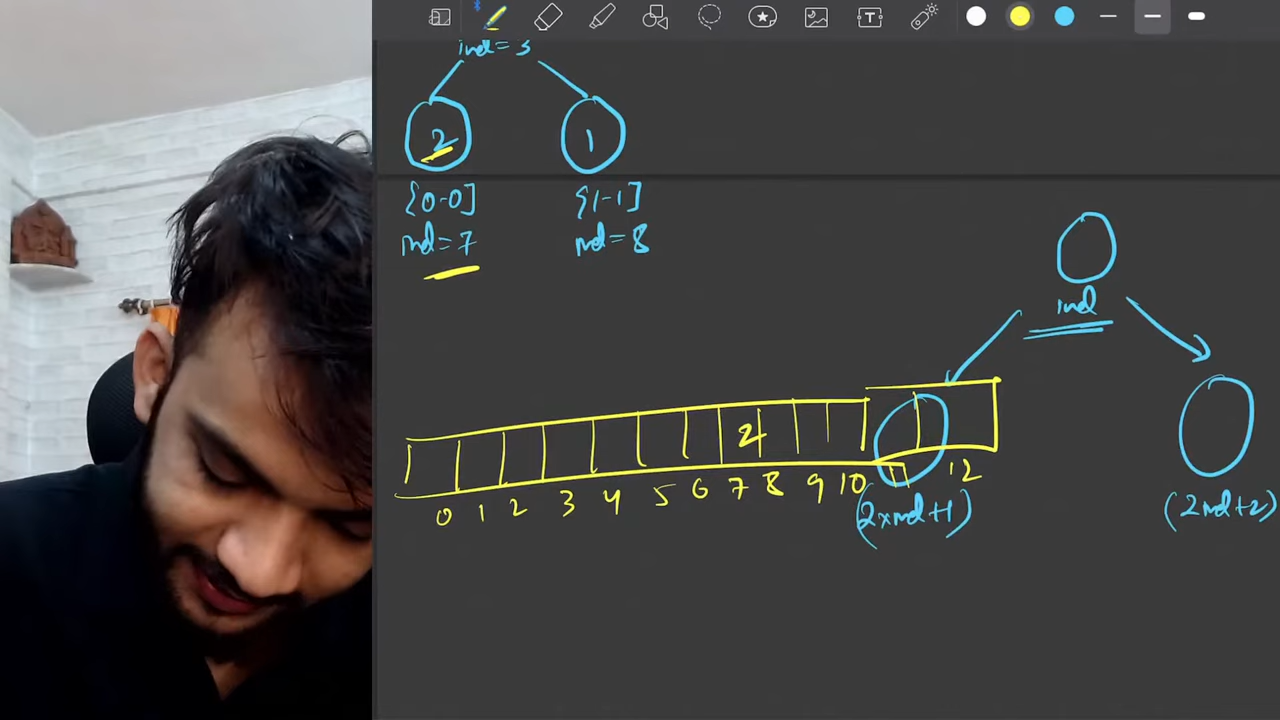 ind = 3
2
1
[0-0]
[1-1]
ind = 7
ind = 8
ind
2
0 1 2 3 4 5 6 7 8 9 10 11 12
(2×ind+1)
(2ind+2)